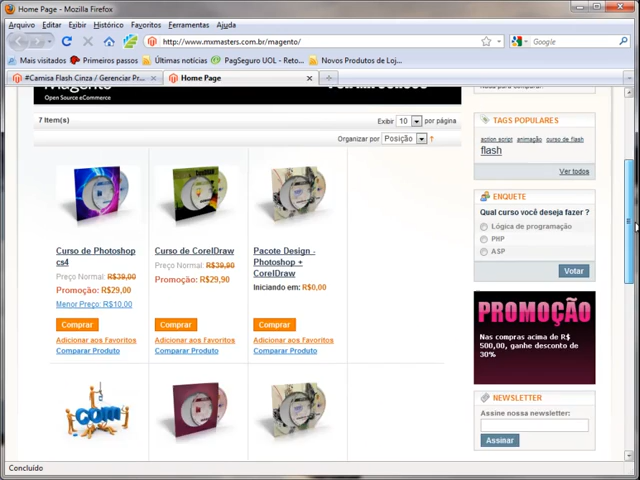 Home Page - Mozilla Firefox
Arquivo Editar Exibir Histórico Favoritos Ferramentas Ajuda
http://www.mxmasters.com.br/magento/
Google
Mais visitados Primeiros passos Últimas notícias PagSeguro UOL - Reto... Novos Produtos de Loj...
#Camisa Flash Cinza / Gerenciar Pr... Home Page
Open Source eCommerce
7 Item(s) Exibir 10 por página
Organizar por Posição
TAGS POPULARES
action script animação curso de flash
flash
Ver todos
ENQUETE
Qual curso você deseja fazer ?
Lógica de programação
PHP
ASP
Votar
Curso de Photoshop cs4
Preço Normal: R$39,00
Promoção: R$29,00
Menor Preço: R$10,00
Comprar
Adicionar aos Favoritos
Comparar Produto
Curso de CorelDraw
Preço Normal: R$39,90
Promoção: R$29,90
Comprar
Adicionar aos Favoritos
Comparar Produto
Pacote Design -
Photoshop +
CorelDraw
Iniciando em: R$0,00
Comprar
Adicionar aos Favoritos
Comparar Produto
PROMOÇÃO
Nas compras acima de R$
500,00, ganhe desconto de
30%
.com
NEWSLETTER
Assine nossa newsletter:
Assinar
Concluído